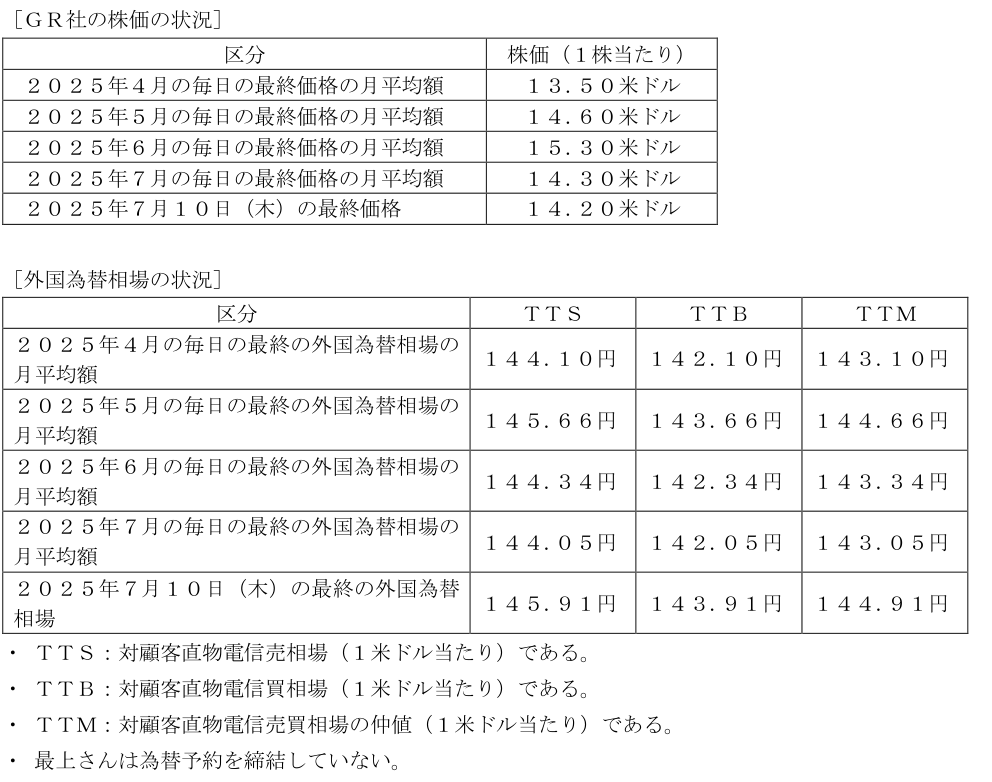 ［ＧＲ社の株価の状況］
区分 株価（１株当たり）
２０２５年４月の毎日の最終価格の月平均額 １３.５０米ドル
２０２５年５月の毎日の最終価格の月平均額 １４.６０米ドル
２０２５年６月の毎日の最終価格の月平均額 １５.３０米ドル
２０２５年７月の毎日の最終価格の月平均額 １４.３０米ドル
２０２５年７月１０日（木）の最終価格 １４.２０米ドル
［外国為替相場の状況］
区分 ＴＴＳ ＴＴＢ ＴＴＭ
２０２５年４月の毎日の最終の外国為替相場の
月平均額 １４４.１０円 １４２.１０円 １４３.１０円
２０２５年５月の毎日の最終の外国為替相場の
月平均額 １４５.６６円 １４３.６６円 １４４.６６円
２０２５年６月の毎日の最終の外国為替相場の
月平均額 １４４.３４円 １４２.３４円 １４３.３４円
２０２５年７月の毎日の最終の外国為替相場の
月平均額 １４４.０５円 １４２.０５円 １４３.０５円
２０２５年７月１０日（木）の最終の外国為替
相場 １４５.９１円 １４３.９１円 １４４.９１円
・ ＴＴＳ：対顧客直物電信売相場（１米ドル当たり）である。
・ ＴＴＢ：対顧客直物電信買相場（１米ドル当たり）である。
・ ＴＴＭ：対顧客直物電信売買相場の仲値（１米ドル当たり）である。
・ 最上さんは為替予約を締結していない。